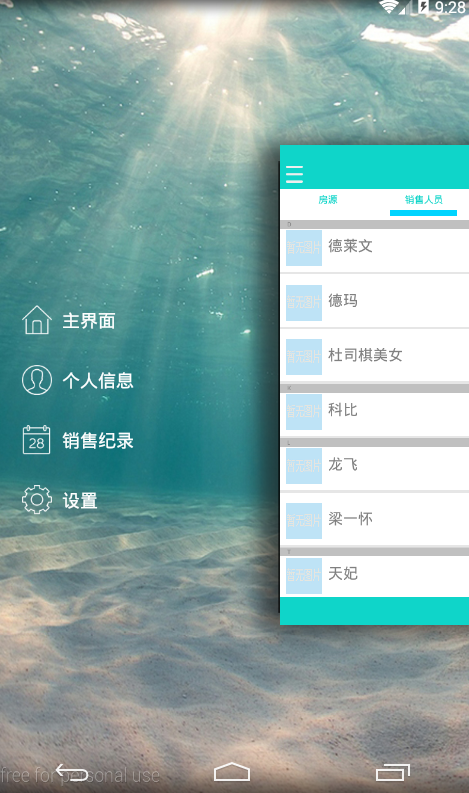 9:28
主界面
个人信息
销售纪录
28
设置
房源
销售人员
D
暂无图片
德莱文
暂无图片
德玛
暂无图片
杜司棋美女
K
暂无图片
科比
L
暂无图片
龙飞
暂无图片
梁一怀
T
暂无图片
天妃
free for personal use